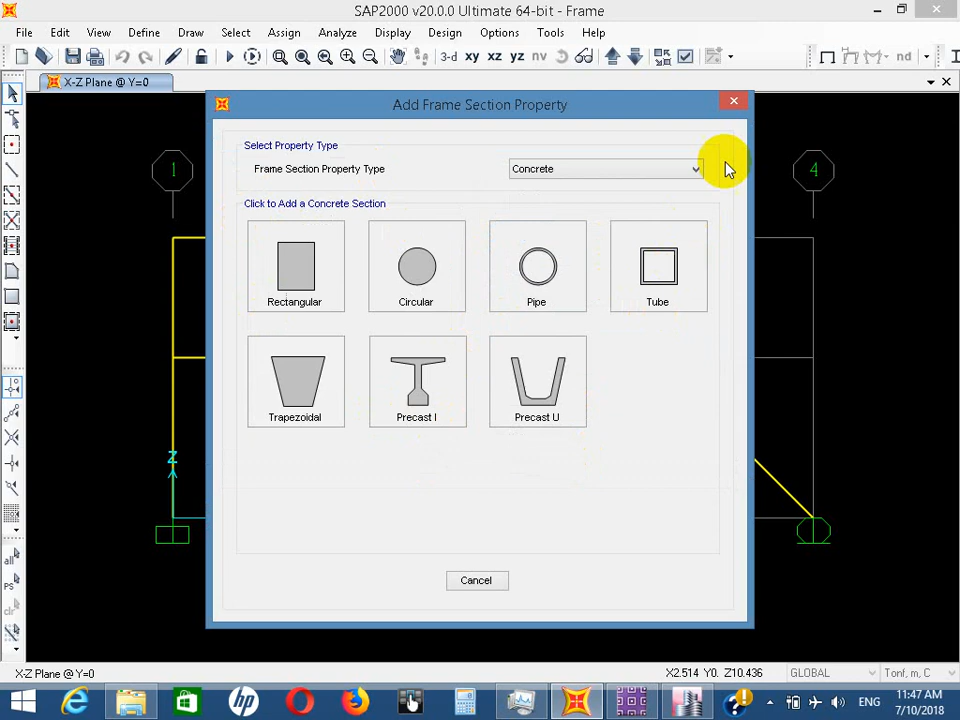 SAP2000 v20.0.0 Ultimate 64-bit - Frame
File Edit View Define Draw Select Assign Analyze Display Design Options Tools Help
3-d xy xz yz nv nd
X-Z Plane @ Y=0
Add Frame Section Property
Select Property Type
Frame Section Property Type Concrete
Click to Add a Concrete Section
Rectangular Circular Pipe Tube
Trapezoidal Precast I Precast U
Cancel
1
4
Z
all
PS
clr
X-Z Plane @ Y=0 X2.514 Y0. Z10.436 GLOBAL Tonf, m, C
ENG 11:47 AM
7/10/2018